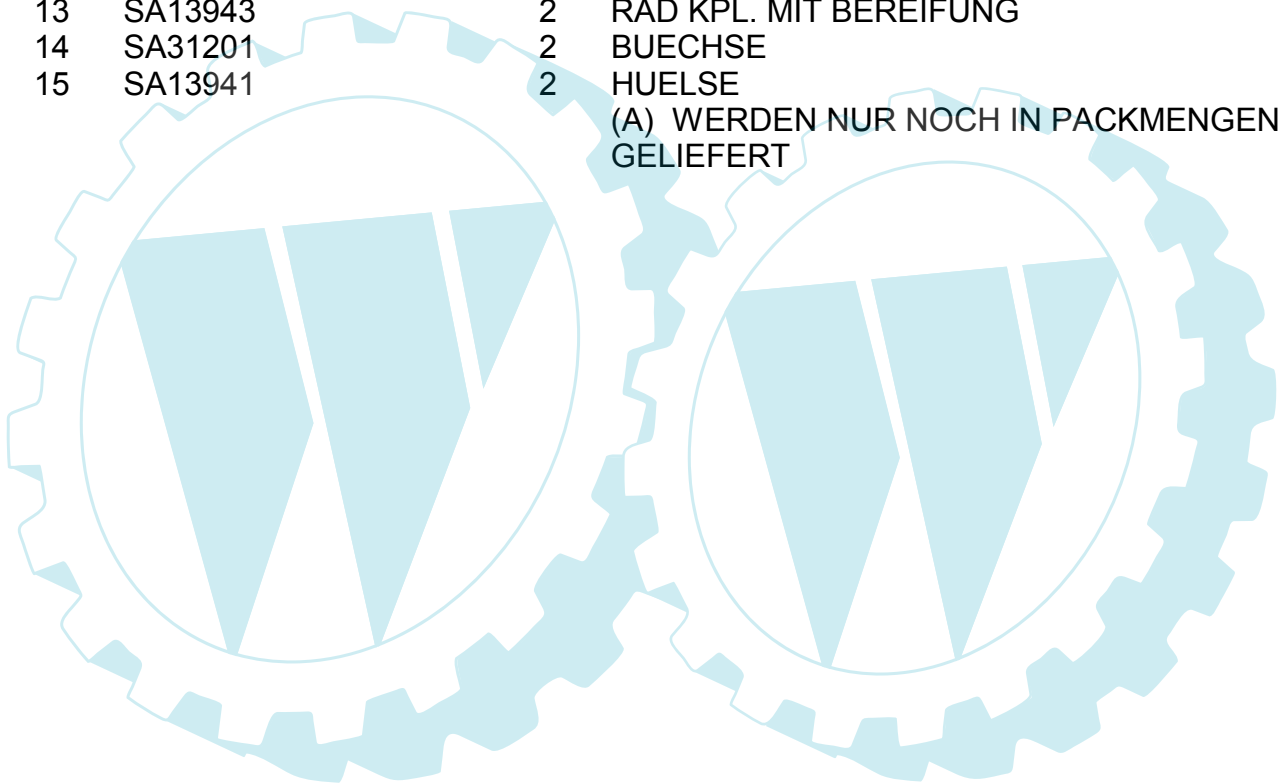 13 SA13943 2 RAD KPL. MIT BEREIFUNG
14 SA31201 2 BUECHSE
15 SA13941 2 HUELSE
(A) WERDEN NUR NOCH IN PACKMENGEN
GELIEFERT